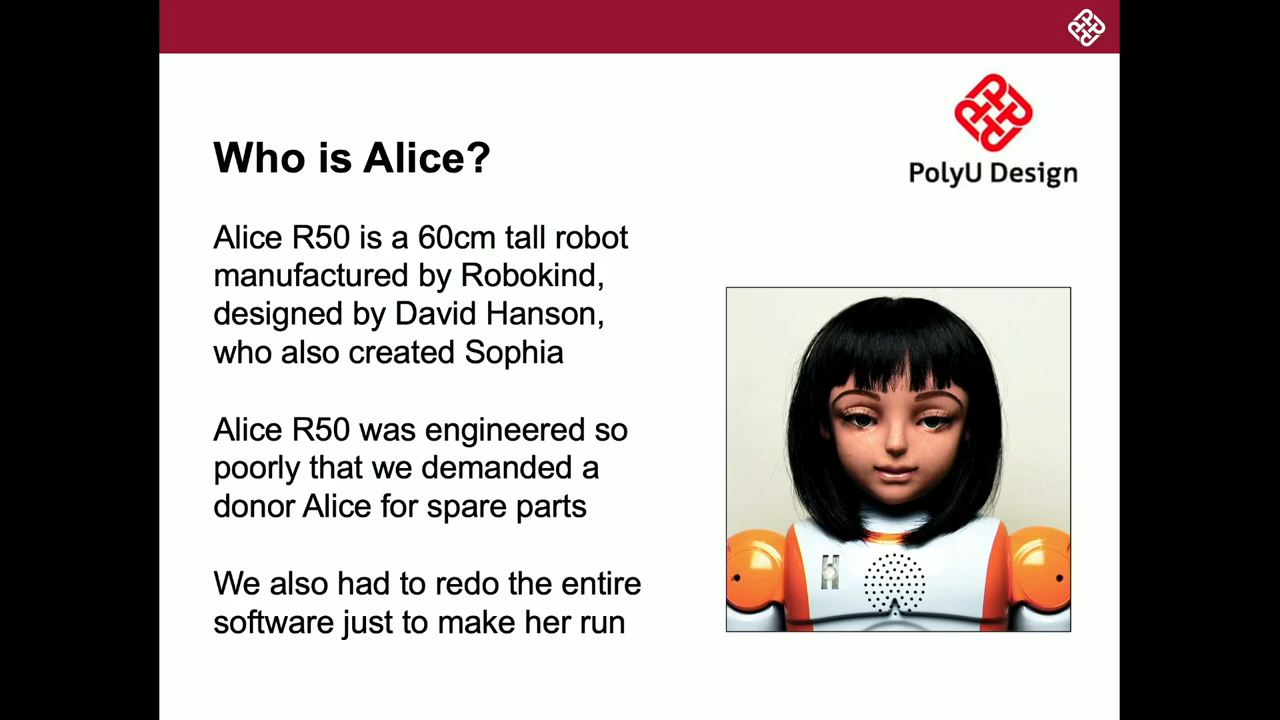 Who is Alice?
PolyU Design
Alice R50 is a 60cm tall robot
manufactured by Robokind,
designed by David Hanson,
who also created Sophia
Alice R50 was engineered so
poorly that we demanded a
donor Alice for spare parts
We also had to redo the entire
software just to make her run